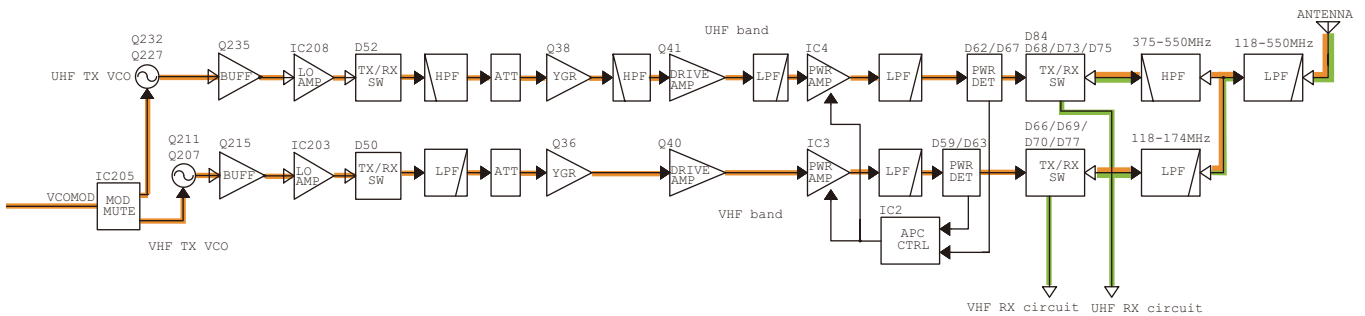 ANTENNA
Q232
Q227
Q235
IC208
D52
Q38
Q41
UHF band
IC4
D62/D67
D84
D68/D73/D75
375-550MHz
118-550MHz
UHF TX VCO
BUFF
LO
AMP
TX/RX
SW
HPF
ATT
YGR
HPF
DRIVE
AMP
LPF
PWR
AMP
LPF
PWR
DET
TX/RX
SW
HPF
LPF
Q211
Q207
Q215
IC203
D50
Q36
Q40
IC3
D59/D63
D66/D69/
D70/D77
118-174MHz
IC205
VCOMOD
MOD
MUTE
BUFF
LO
AMP
TX/RX
SW
LPF
ATT
YGR
DRIVE
AMP
PWR
AMP
LPF
PWR
DET
TX/RX
SW
LPF
VHF TX VCO
VHF band
IC2
APC
CTRL
VHF RX circuit
UHF RX circuit